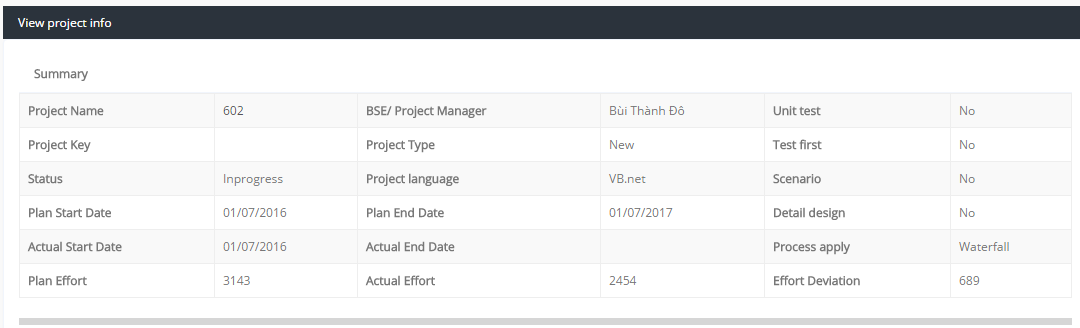 View project info
Summary
Project Name 602 BSE/ Project Manager Bùi Thành Đô Unit test No
Project Key Project Type New Test first No
Status Inprogress Project language VB.net Scenario No
Plan Start Date 01/07/2016 Plan End Date 01/07/2017 Detail design No
Actual Start Date 01/07/2016 Actual End Date Process apply Waterfall
Plan Effort 3143 Actual Effort 2454 Effort Deviation 689